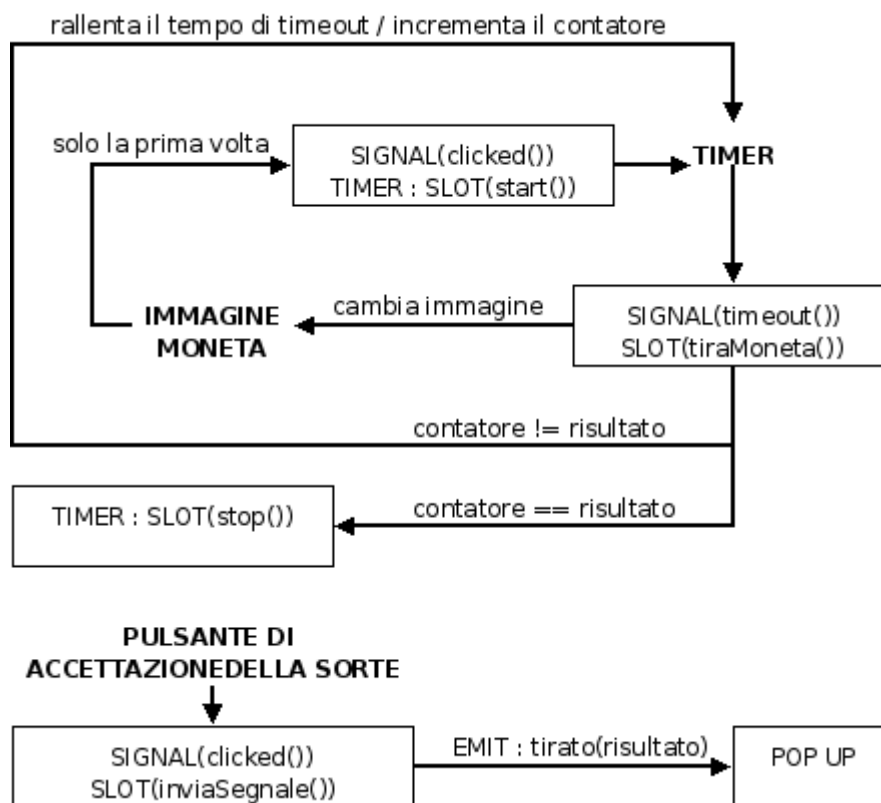 rallenta il tempo di timeout / incrementa il contatore
solo la prima volta
SIGNAL(clicked())
TIMER : SLOT(start())
TIMER
IMMAGINE
MONETA
cambia immagine
SIGNAL(timeout())
SLOT(tiraMoneta())
contatore != risultato
TIMER : SLOT(stop())
contatore == risultato
PULSANTE DI
ACCETTAZIONEDELLA SORTE
SIGNAL(clicked())
SLOT(inviaSegnale())
EMIT : tirato(risultato)
POP UP